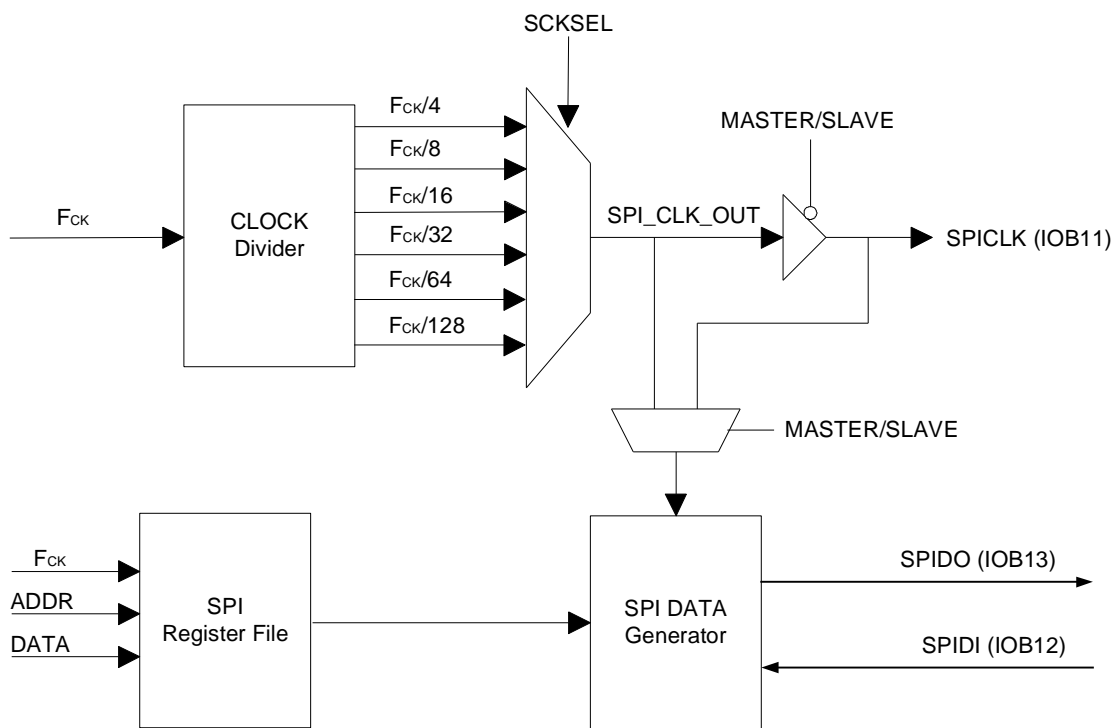 SCKSEL
FCK/4
MASTER/SLAVE
FCK/8
FCK/16
FCK
CLOCK
Divider
SPI_CLK_OUT
FCK/32
SPICLK (IOB11)
FCK/64
FCK/128
MASTER/SLAVE
FCK
ADDR
DATA
SPI
Register File
SPI DATA
Generator
SPIDO (IOB13)
SPIDI (IOB12)